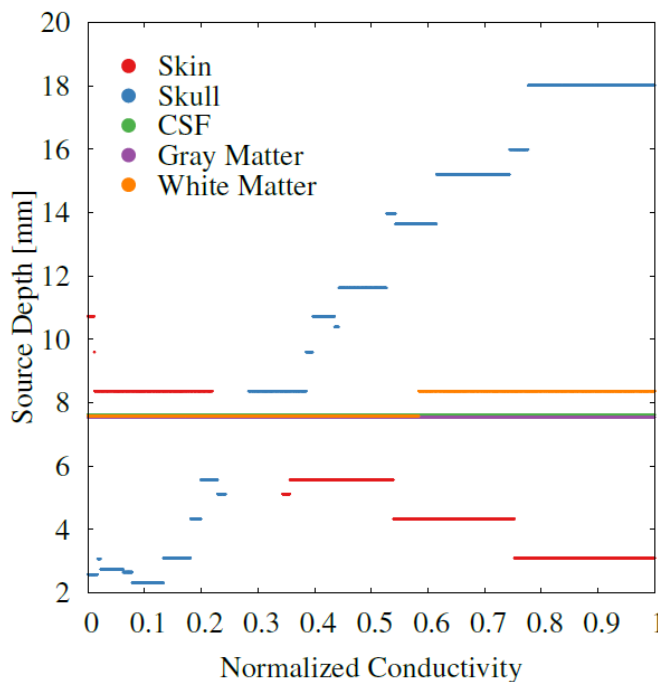 20
18
16
14
12
10
8
6
4
2
Source Depth [mm]
Skin
Skull
CSF
Gray Matter
White Matter
0 0.1 0.2 0.3 0.4 0.5 0.6 0.7 0.8 0.9 1
Normalized Conductivity